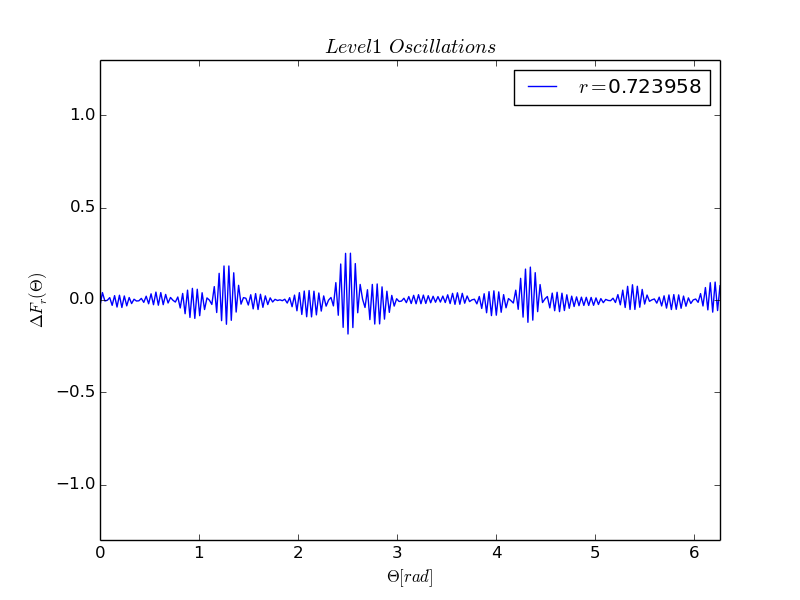 Level1 Oscillations
r=0.723958
1.0
0.5
0.0
−0.5
−1.0
ΔF_r(Θ)
0 1 2 3 4 5 6
Θ[rad]